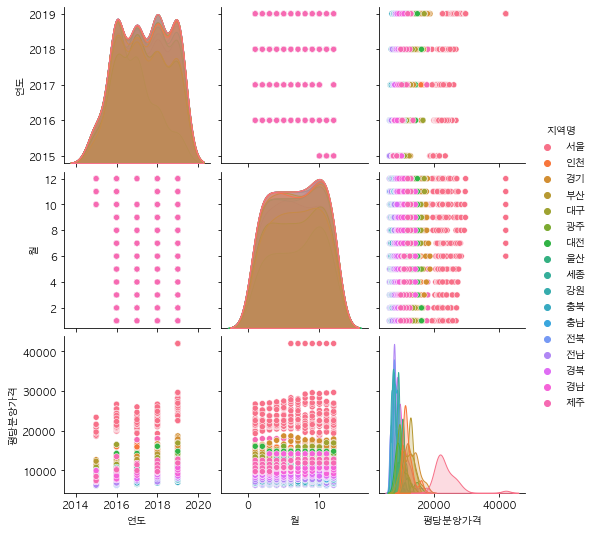 2019
2018
2017
2016
2015
연도
12
10
8
6
4
2
월
40000
30000
20000
10000
평당분양가격
2014
2016
2018
2020
연도
0
10
월
20000
40000
평당분양가격
지역명
서울
인천
경기
부산
대구
광주
대전
울산
세종
강원
충북
충남
전북
전남
경북
경남
제주